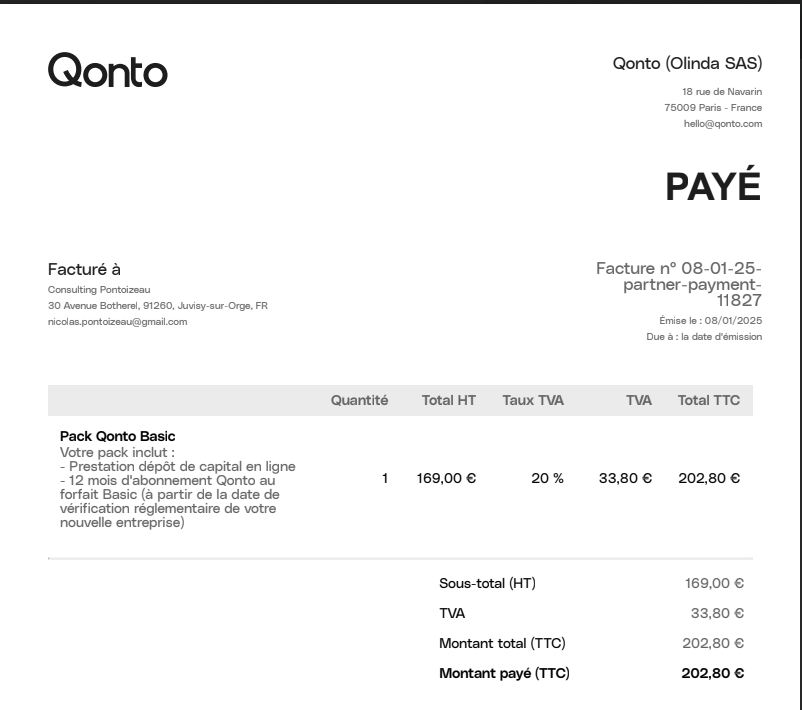 Qonto
Qonto (Olinda SAS)
18 rue de Navarin
75009 Paris - France
hello@qonto.com
PAYÉ
Facturé à
Consulting Pontoizeau
30 Avenue Botherel, 91260, Juvisy-sur-Orge, FR
nicolas.pontoizeau@gmail.com
Facture n° 08-01-25-
partner-payment-
11827
Émise le : 08/01/2025
Due à : la date d'émission
Quantité Total HT Taux TVA TVA Total TTC
Pack Qonto Basic
Votre pack inclut :
- Prestation dépôt de capital en ligne
- 12 mois d'abonnement Qonto au
forfait Basic (à partir de la date de
vérification réglementaire de votre
nouvelle entreprise)
1 169,00 € 20 % 33,80 € 202,80 €
Sous-total (HT) 169,00 €
TVA 33,80 €
Montant total (TTC) 202,80 €
Montant payé (TTC) 202,80 €